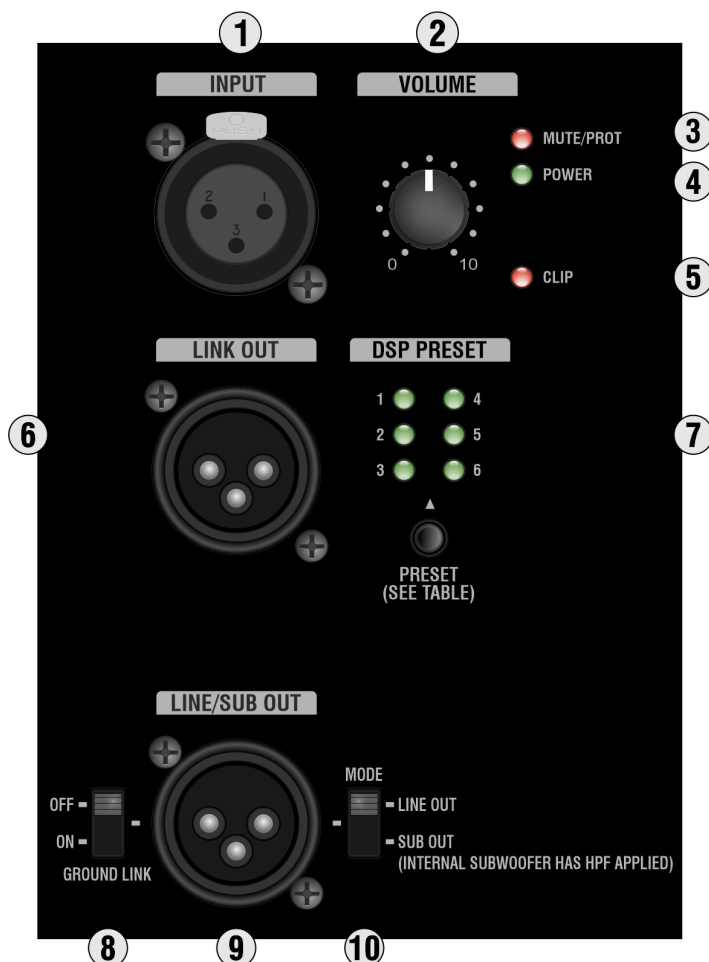 1
2
INPUT
VOLUME
PUSH
2 1
3
0 10
MUTE/PROT
3
POWER
4
CLIP
5
LINK OUT
DSP PRESET
1 4
2 5
3 6
6
7
PRESET
(SEE TABLE)
LINE/SUB OUT
OFF
ON
GROUND LINK
MODE
LINE OUT
SUB OUT
(INTERNAL SUBWOOFER HAS HPF APPLIED)
8
9
10